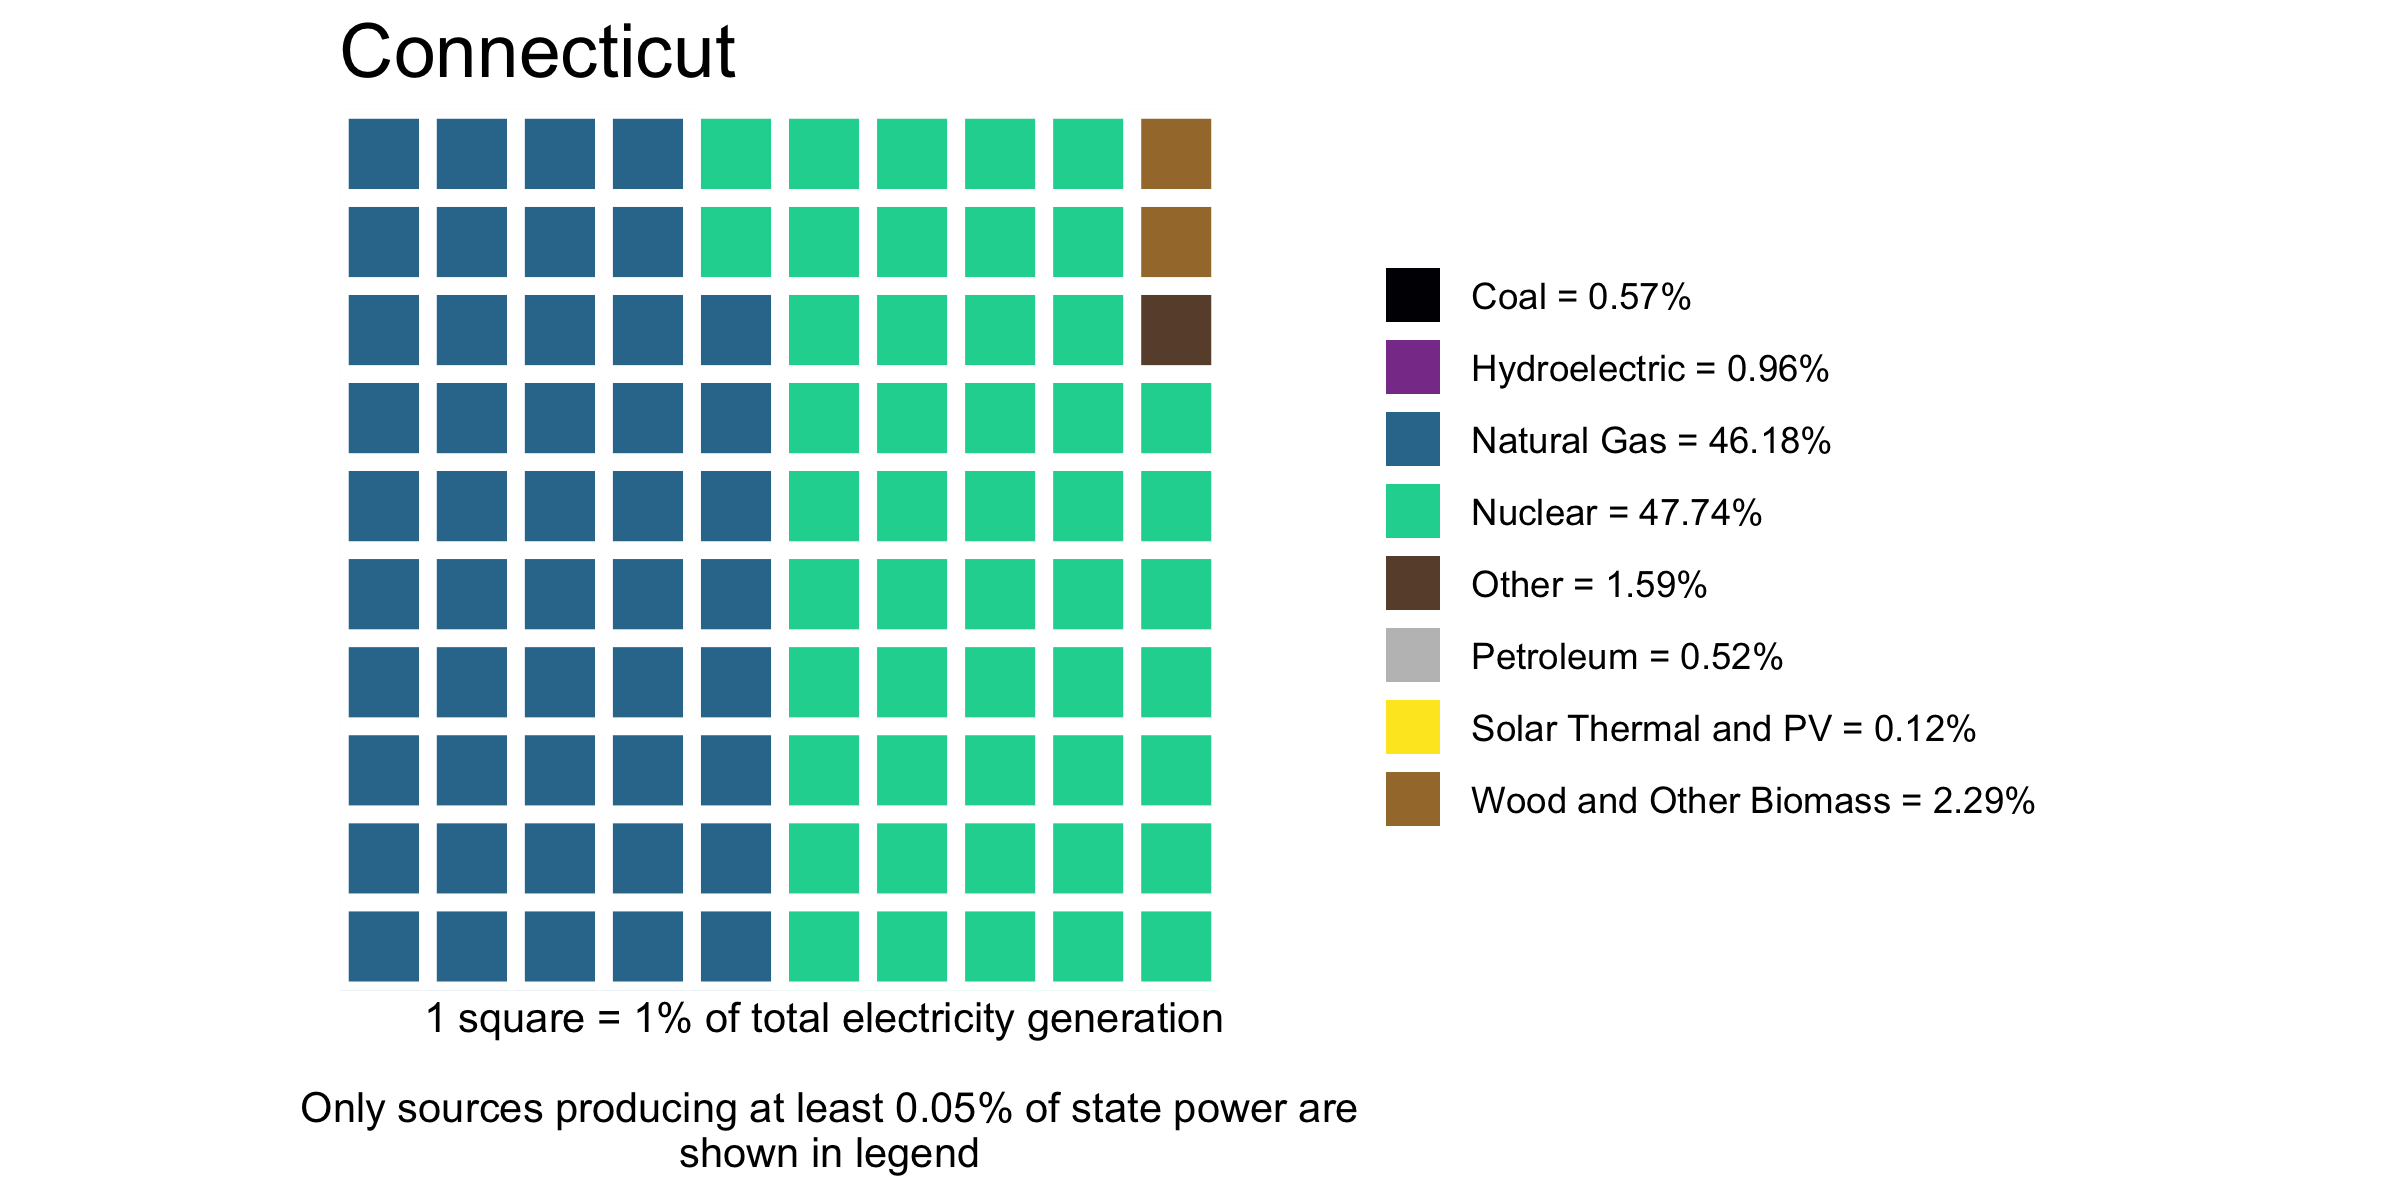 Connecticut
Coal = 0.57%
Hydroelectric = 0.96%
Natural Gas = 46.18%
Nuclear = 47.74%
Other = 1.59%
Petroleum = 0.52%
Solar Thermal and PV = 0.12%
Wood and Other Biomass = 2.29%
1 square = 1% of total electricity generation
Only sources producing at least 0.05% of state power are
shown in legend